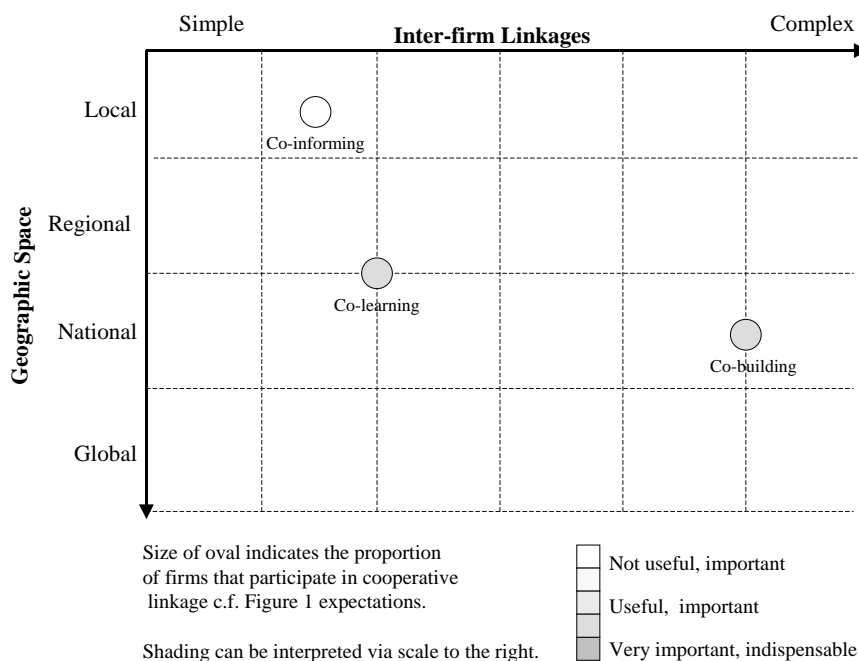 Simple
Inter-firm Linkages
Complex
Local
Co-informing
Regional
Geographic Space
Co-learning
National
Co-building
Global
Size of oval indicates the proportion
of firms that participate in cooperative
linkage c.f. Figure 1 expectations.
Shading can be interpreted via scale to the right.
Not useful, important
Useful, important
Very important, indispensable